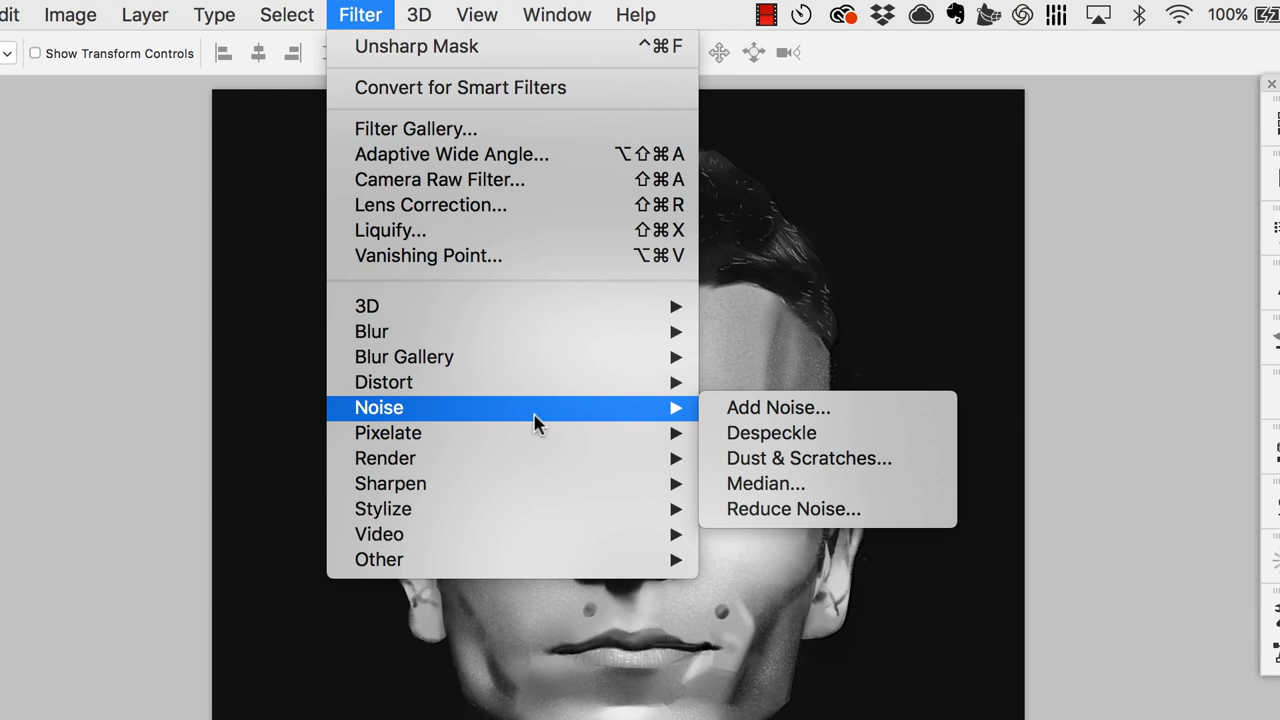 dit Image Layer Type Select Filter 3D View Window Help 100%
Show Transform Controls
Unsharp Mask ^⌘F
Convert for Smart Filters
Filter Gallery...
Adaptive Wide Angle... ⌥⇧⌘A
Camera Raw Filter... ⇧⌘A
Lens Correction... ⇧⌘R
Liquify... ⇧⌘X
Vanishing Point... ⌥⌘V
3D
Blur
Blur Gallery
Distort
Noise
Pixelate
Render
Sharpen
Stylize
Video
Other
Add Noise...
Despeckle
Dust & Scratches...
Median...
Reduce Noise...